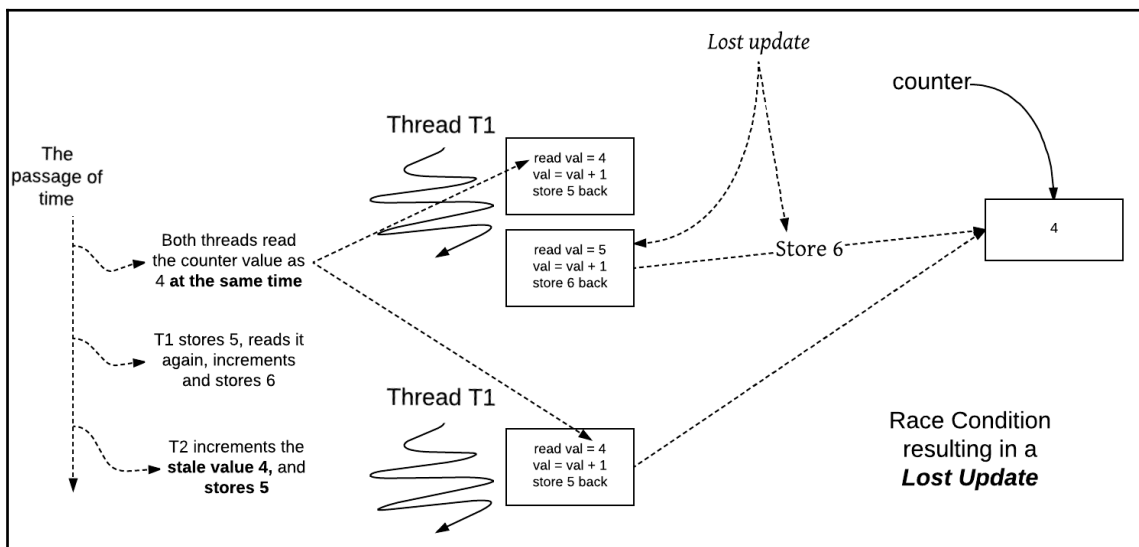 Lost update
counter
Thread T1
The
passage of
time
read val = 4
val = val + 1
store 5 back
4
Both threads read
the counter value as
4 at the same time
read val = 5
val = val + 1
store 6 back
Store 6
T1 stores 5, reads it
again, increments
and stores 6
Thread T1
T2 increments the
stale value 4, and
stores 5
read val = 4
val = val + 1
store 5 back
Race Condition
resulting in a
Lost Update